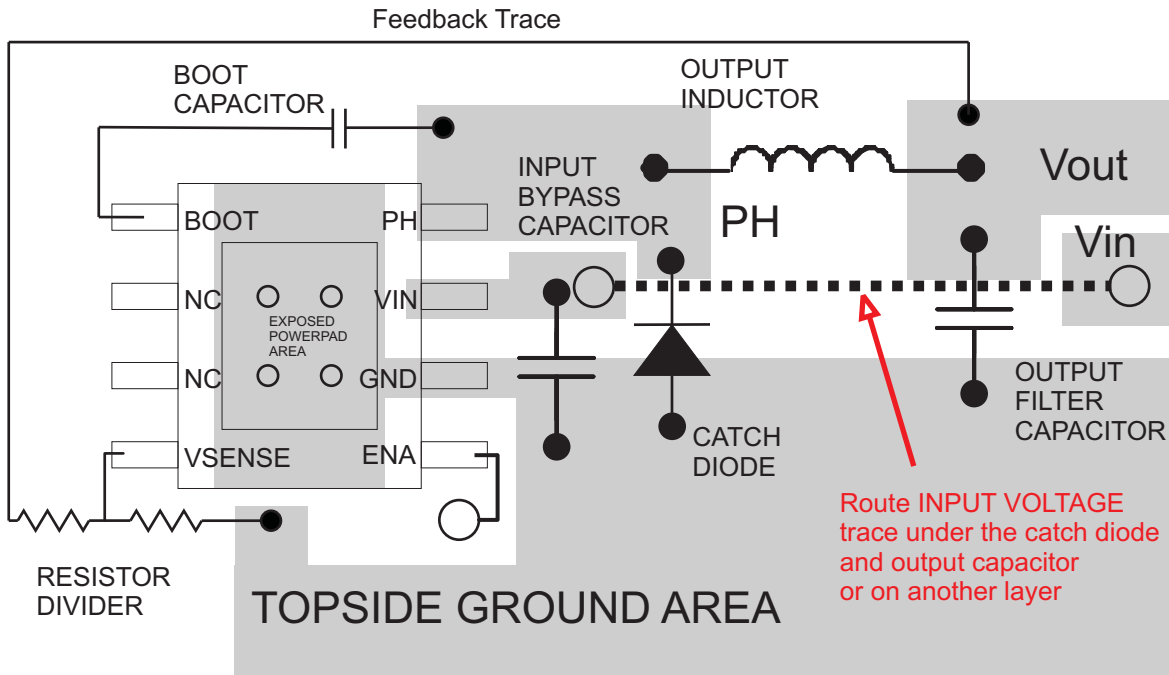 Feedback Trace
BOOT
CAPACITOR
OUTPUT
INDUCTOR
INPUT
BYPASS
CAPACITOR
Vout
PH
Vin
BOOT
PH
NC
VIN
EXPOSED
POWERPAD
AREA
NC
GND
VSENSE
ENA
CATCH
DIODE
OUTPUT
FILTER
CAPACITOR
Route INPUT VOLTAGE
trace under the catch diode
and output capacitor
or on another layer
RESISTOR
DIVIDER
TOPSIDE GROUND AREA